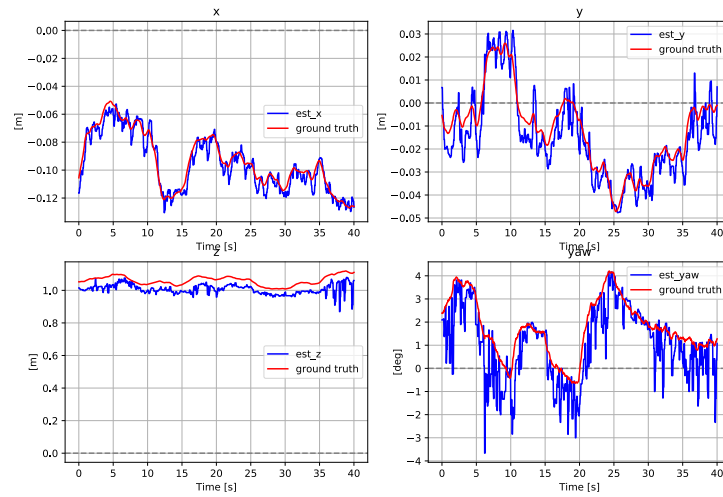 x
0.00
−0.02
−0.04
−0.06
−0.08
−0.10
−0.12
[m]
est_x
ground truth
0 5 10 15 20 25 30 35 40
Time [s]
y
0.03
0.02
0.01
0.00
−0.01
−0.02
−0.03
−0.04
−0.05
[m]
est_y
ground truth
0 5 10 15 20 25 30 35 40
Time [s]
z
1,0
0.8
0.6
0.4
0.2
0.0
[m]
est_z
ground truth
0 5 10 15 20 25 30 35 40
Time [s]
yaw
4
3
2
1
0
−1
−2
−3
−4
[deg]
est_yaw
ground truth
0 5 10 15 20 25 30 35 40
Time [s]